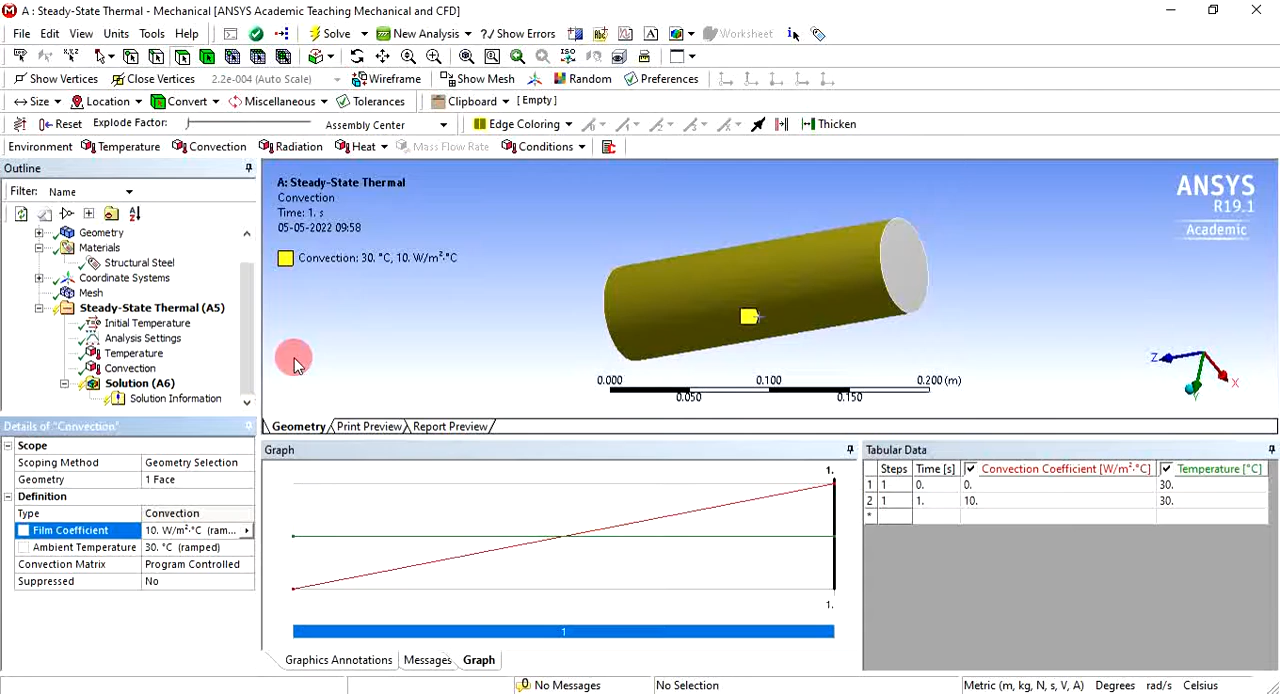 A : Steady-State Thermal - Mechanical [ANSYS Academic Teaching Mechanical and CFD]
File Edit View Units Tools Help Solve New Analysis ?/ Show Errors Worksheet
Show Vertices Close Vertices 2.2e-004 (Auto Scale) Wireframe Show Mesh Random Preferences
Size Location Convert Miscellaneous Tolerances Clipboard [ Empty ]
Reset Explode Factor: Assembly Center Edge Coloring Thicken
Environment Temperature Convection Radiation Heat Mass Flow Rate Conditions
Outline
Filter: Name
Geometry
Materials
Structural Steel
Coordinate Systems
Mesh
Steady-State Thermal (A5)
Initial Temperature
Analysis Settings
Temperature
Convection
Solution (A6)
Solution Information
A: Steady-State Thermal
Convection
Time: 1. s
05-05-2022 09:58
Convection: 30. °C, 10. W/m²·°C
ANSYS
R19.1
Academic
0.000 0.100 0.200 (m)
0.050 0.150
Z X Y
Geometry Print Preview Report Preview
Details of "Convection"
Scope
Scoping Method Geometry Selection
Geometry 1 Face
Definition
Type Convection
Film Coefficient 10. W/m²·°C (ram...
Ambient Temperature 30. °C (ramped)
Convection Matrix Program Controlled
Suppressed No
Graph
1.
1.
1
Graphics Annotations Messages Graph
Tabular Data
Steps Time [s] Convection Coefficient [W/m²·°C] Temperature [°C]
1 1 0. 0. 30.
2 1 1. 10. 30.
*
0 No Messages No Selection Metric (m, kg, N, s, V, A) Degrees rad/s Celsius